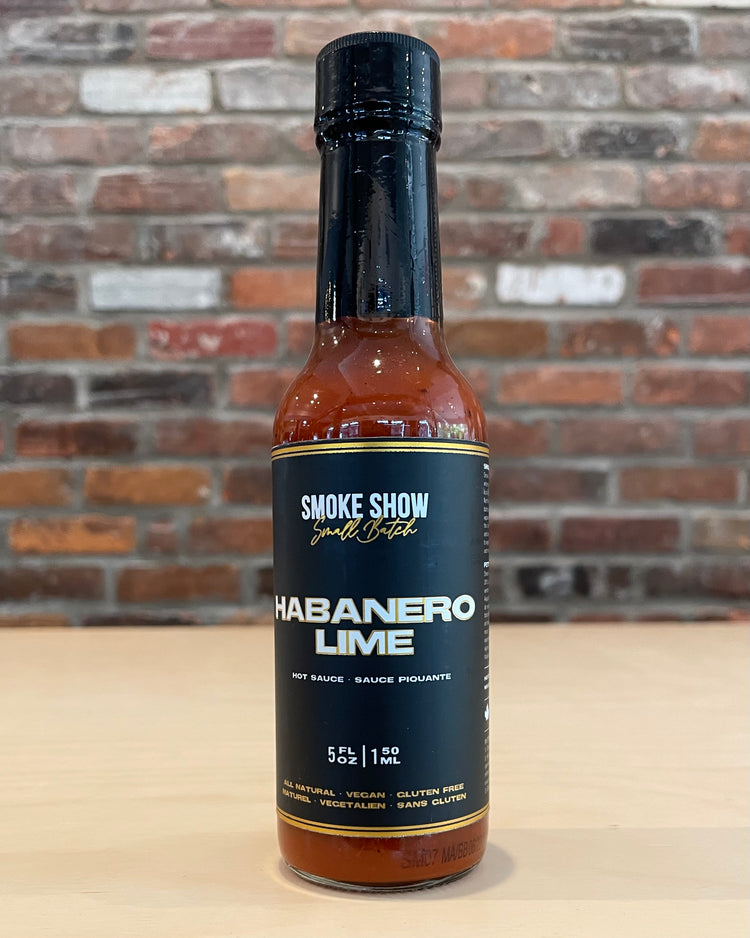 SMOKE SHOW
Small Batch
HABANERO
LIME
HOT SAUCE · SAUCE PIQUANTE
5 FL OZ | 150 ML
ALL NATURAL · VEGAN · GLUTEN FREE
NATUREL · VEGETALIEN · SANS GLUTEN